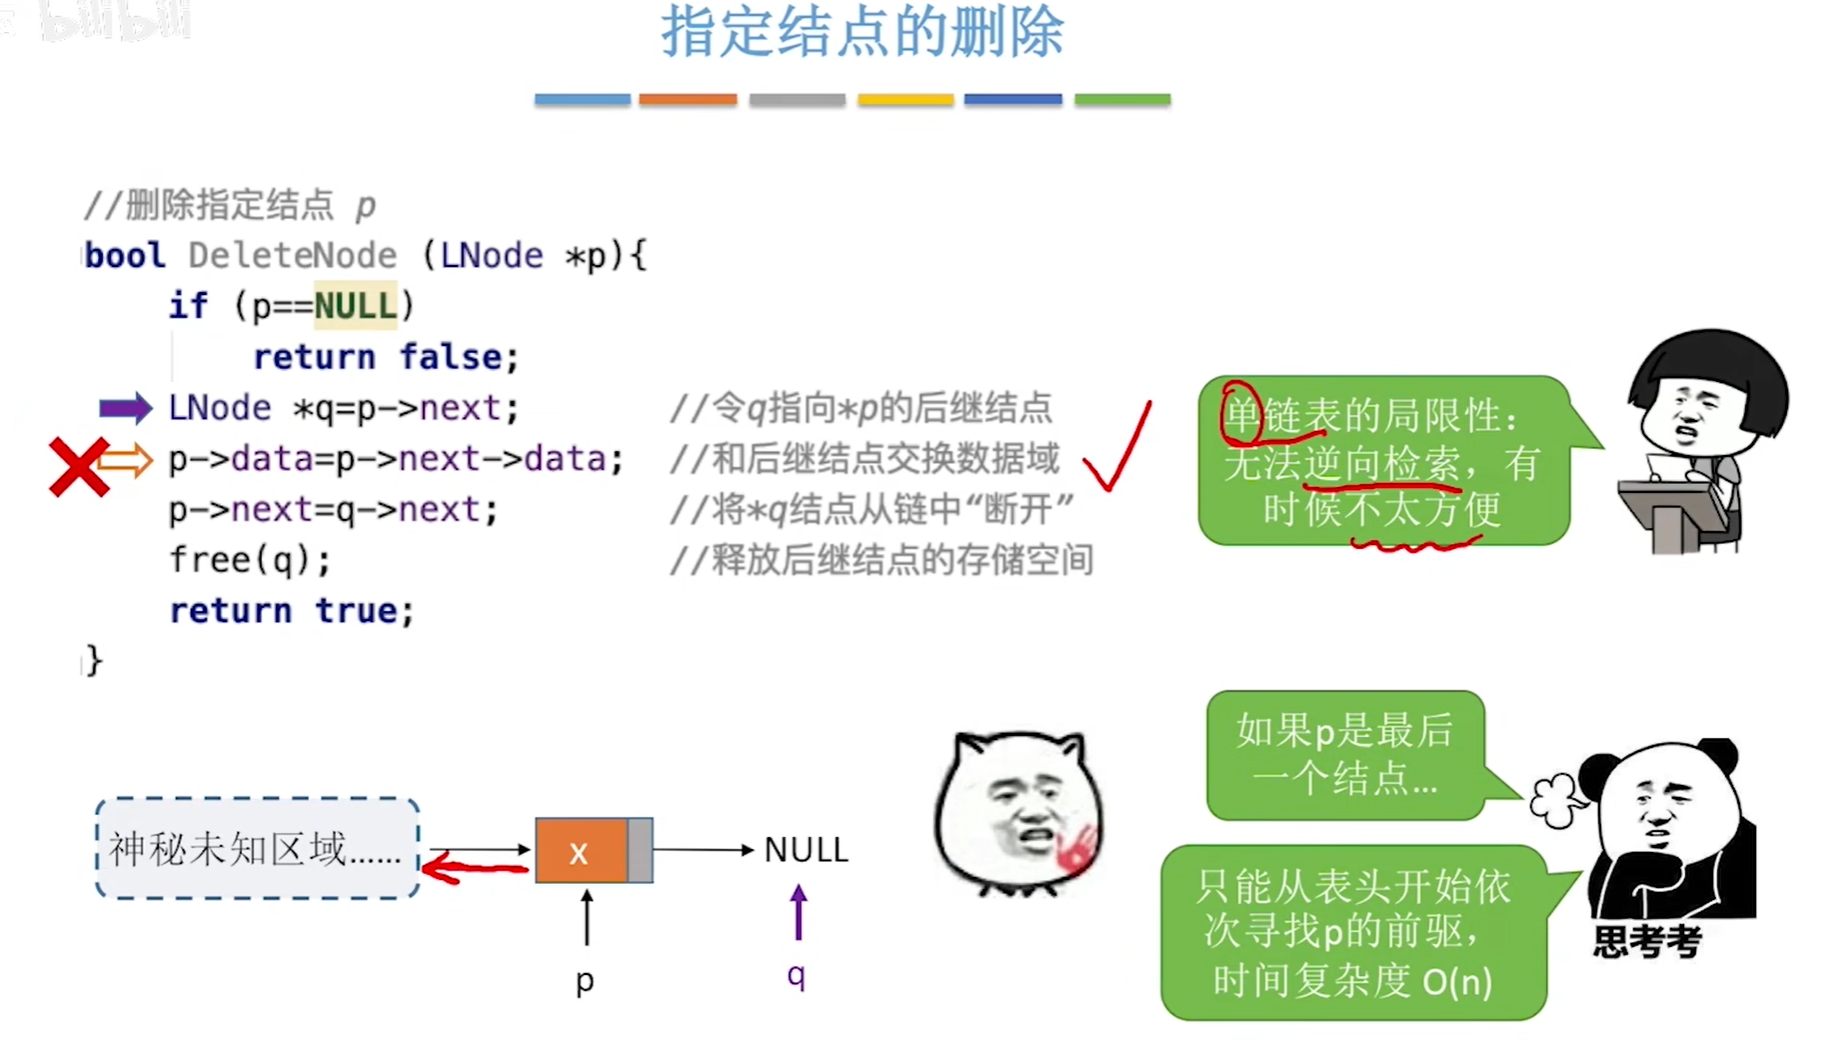 bilibili
指定结点的删除
//删除指定结点 p
bool DeleteNode (LNode *p){
if (p==NULL)
return false;
LNode *q=p->next; //令q指向*p的后继结点
p->data=p->next->data; //和后继结点交换数据域
p->next=q->next; //将*q结点从链中“断开”
free(q); //释放后继结点的存储空间
return true;
}
单链表的局限性：
无法逆向检索，有
时候不太方便
如果p是最后
一个结点…
只能从表头开始依
次寻找p的前驱，
时间复杂度 O(n)
思考考
神秘未知区域……
x
NULL
p
q